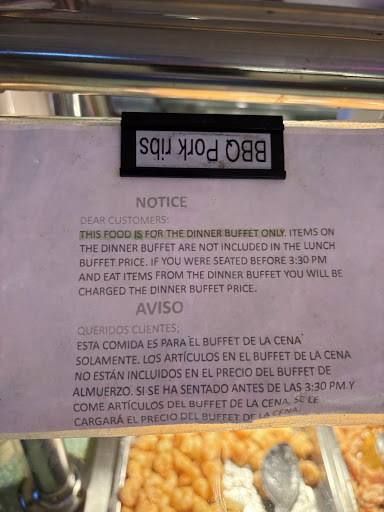 BBQ Pork ribs
NOTICE
DEAR CUSTOMERS:
THIS FOOD IS FOR THE DINNER BUFFET ONLY. ITEMS ON
THE DINNER BUFFET ARE NOT INCLUDED IN THE LUNCH
BUFFET PRICE. IF YOU WERE SEATED BEFORE 3:30 PM
AND EAT ITEMS FROM THE DINNER BUFFET YOU WILL BE
CHARGED THE DINNER BUFFET PRICE.
AVISO
QUERIDOS CLIENTES;
ESTA COMIDA ES PARA EL BUFFET DE LA CENA
SOLAMENTE. LOS ARTÍCULOS EN EL BUFFET DE LA CENA
NO ESTÁN INCLUIDOS EN EL PRECIO DEL BUFFET DE
ALMUERZO. SI SE HA SENTADO ANTES DE LAS 3:30 PM Y
COME ARTÍCULOS DEL BUFFET DE LA CENA, SE LE
CARGARÁ EL PRECIO DEL BUFFET DE LA CENA.